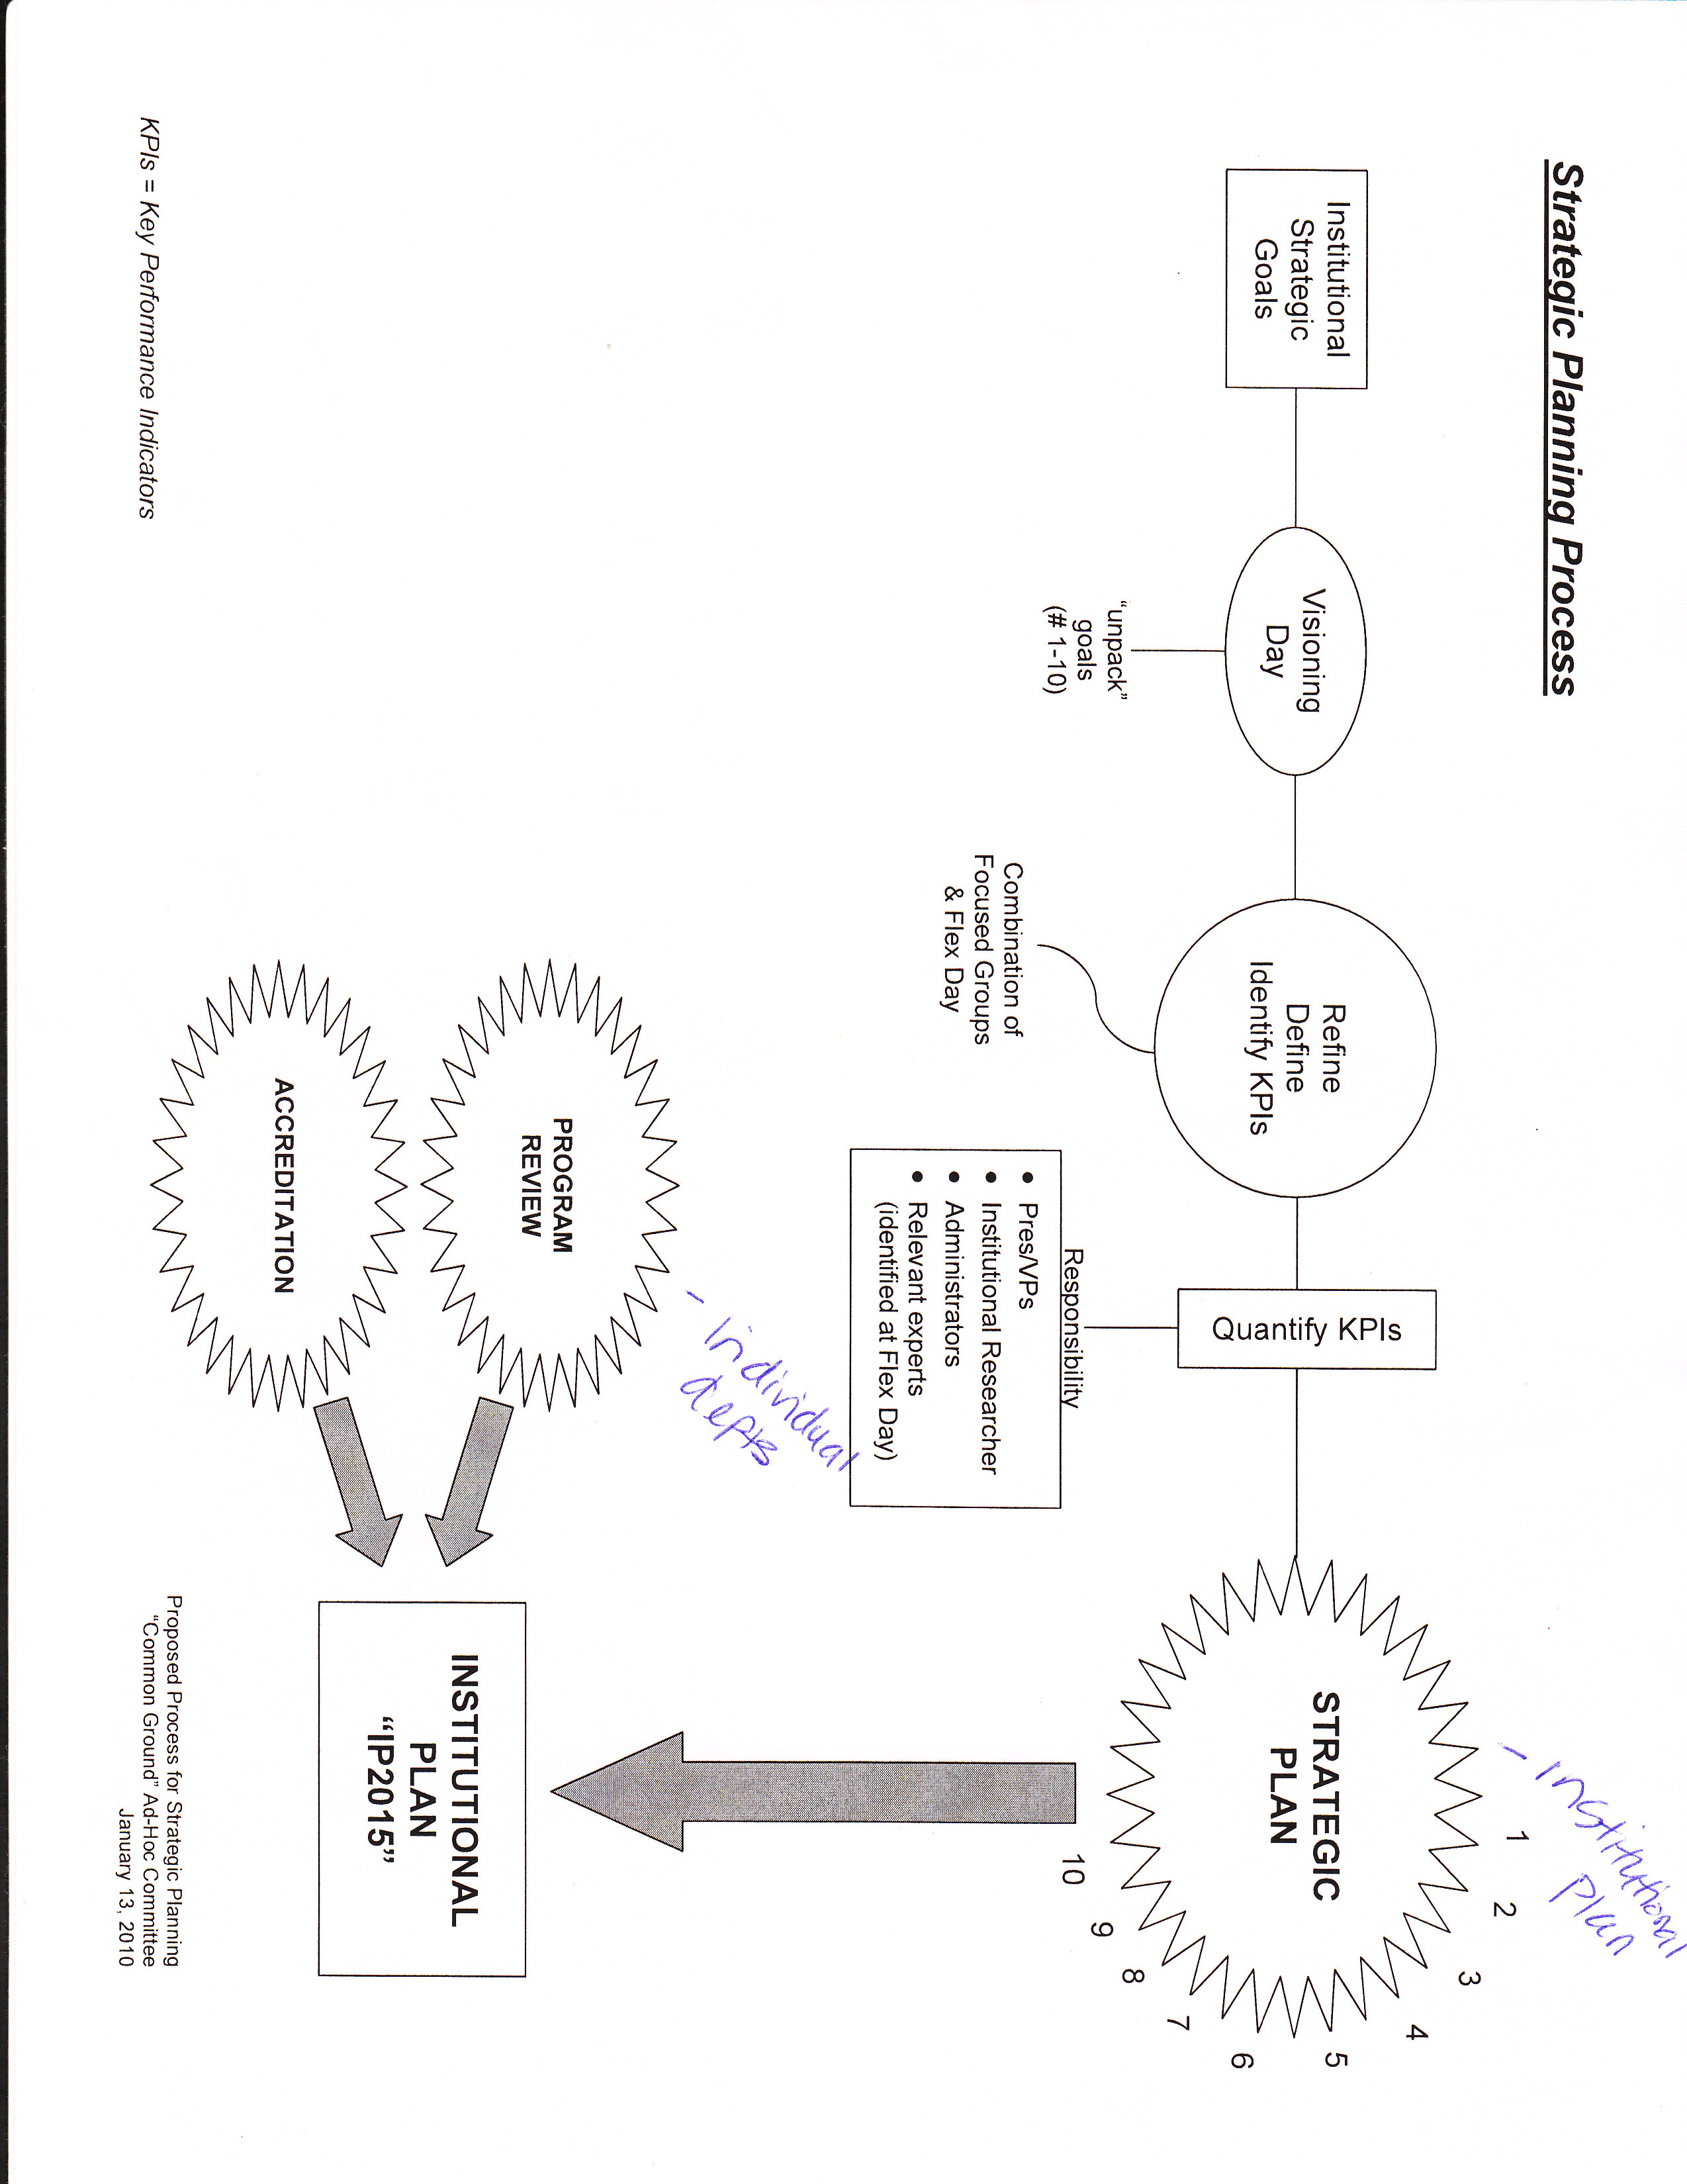 Strategic Planning Process
Institutional
Strategic
Goals
Visioning
Day
"unpack"
goals
(# 1-10)
Refine
Define
Identify KPIs
Combination of
Focused Groups
& Flex Day
Quantify KPIs
Responsibility
• Pres/VPs
• Institutional Researcher
• Administrators
• Relevant experts
(identified at Flex Day)
STRATEGIC
PLAN
- Institutional
Plan
1
2
3
4
5
6
7
8
9
10
PROGRAM
REVIEW
- Individual
depts
ACCREDITATION
INSTITUTIONAL
PLAN
"IP2015"
KPIs = Key Performance Indicators
Proposed Process for Strategic Planning
"Common Ground" Ad-Hoc Committee
January 13, 2010